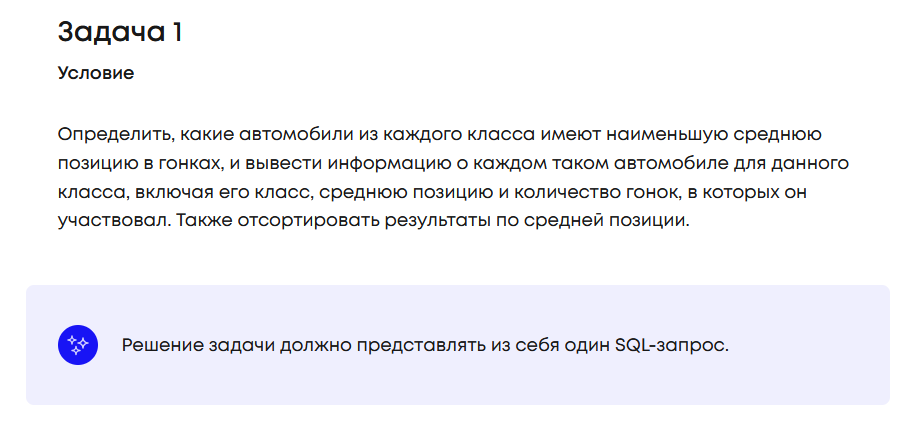 Задача 1
Условие
Определить, какие автомобили из каждого класса имеют наименьшую среднюю
позицию в гонках, и вывести информацию о каждом таком автомобиле для данного
класса, включая его класс, среднюю позицию и количество гонок, в которых он
участвовал. Также отсортировать результаты по средней позиции.
Решение задачи должно представлять из себя один SQL-запрос.